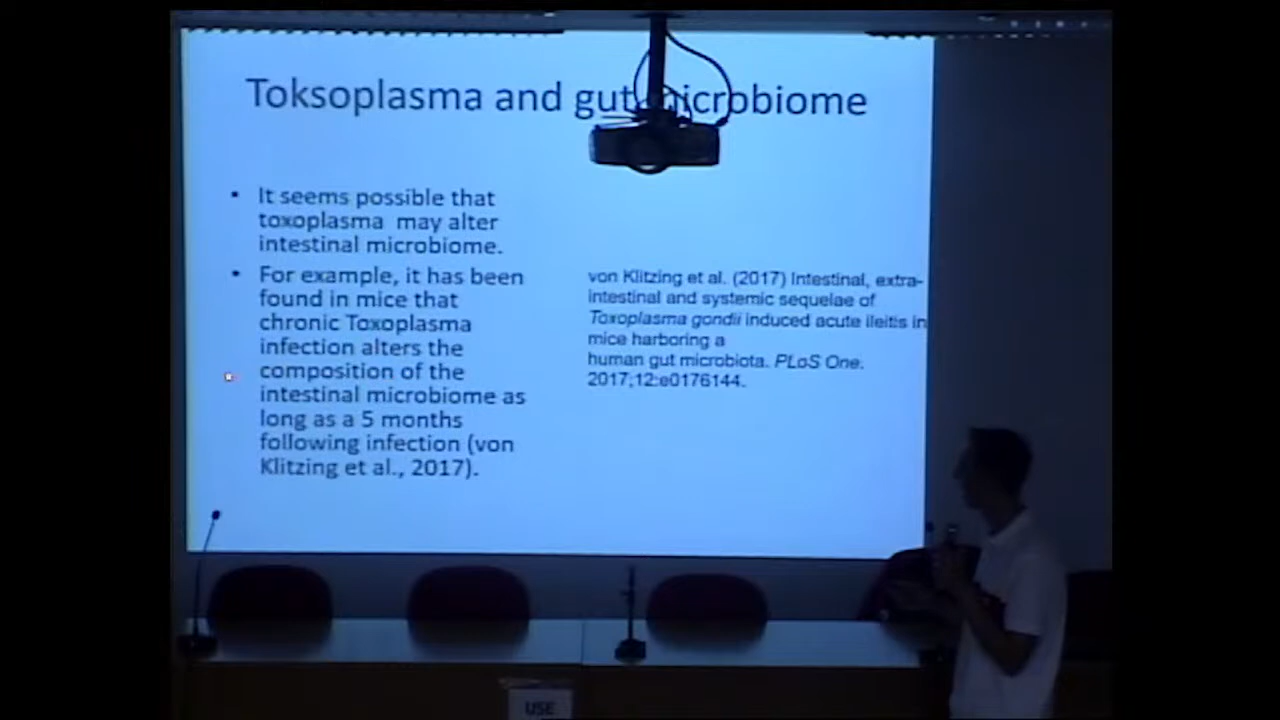 Toksoplasma and gut microbiome
• It seems possible that
toxoplasma may alter
intestinal microbiome.
• For example, it has been
found in mice that
chronic Toxoplasma
infection alters the
composition of the
intestinal microbiome as
long as a 5 months
following infection (von
Klitzing et al., 2017).
von Klitzing et al. (2017) Intestinal, extra-
intestinal and systemic sequelae of
Toxoplasma gondii induced acute ileitis in
mice harboring a
human gut microbiota. PLoS One.
2017;12:e0176144.
USE